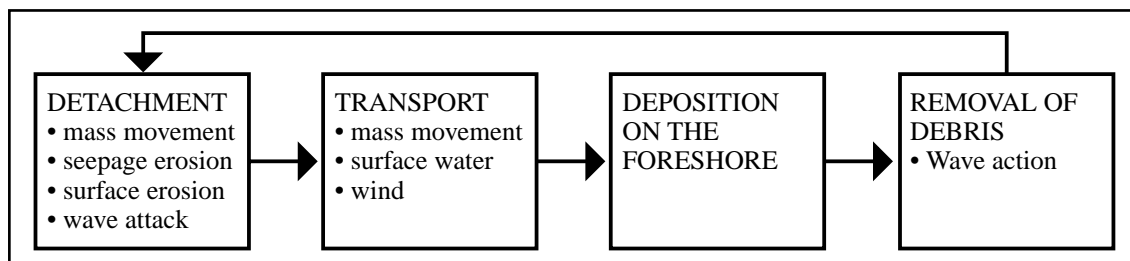 DETACHMENT
• mass movement
• seepage erosion
• surface erosion
• wave attack
TRANSPORT
• mass movement
• surface water
• wind
DEPOSITION
ON THE
FORESHORE
REMOVAL OF
DEBRIS
• Wave action